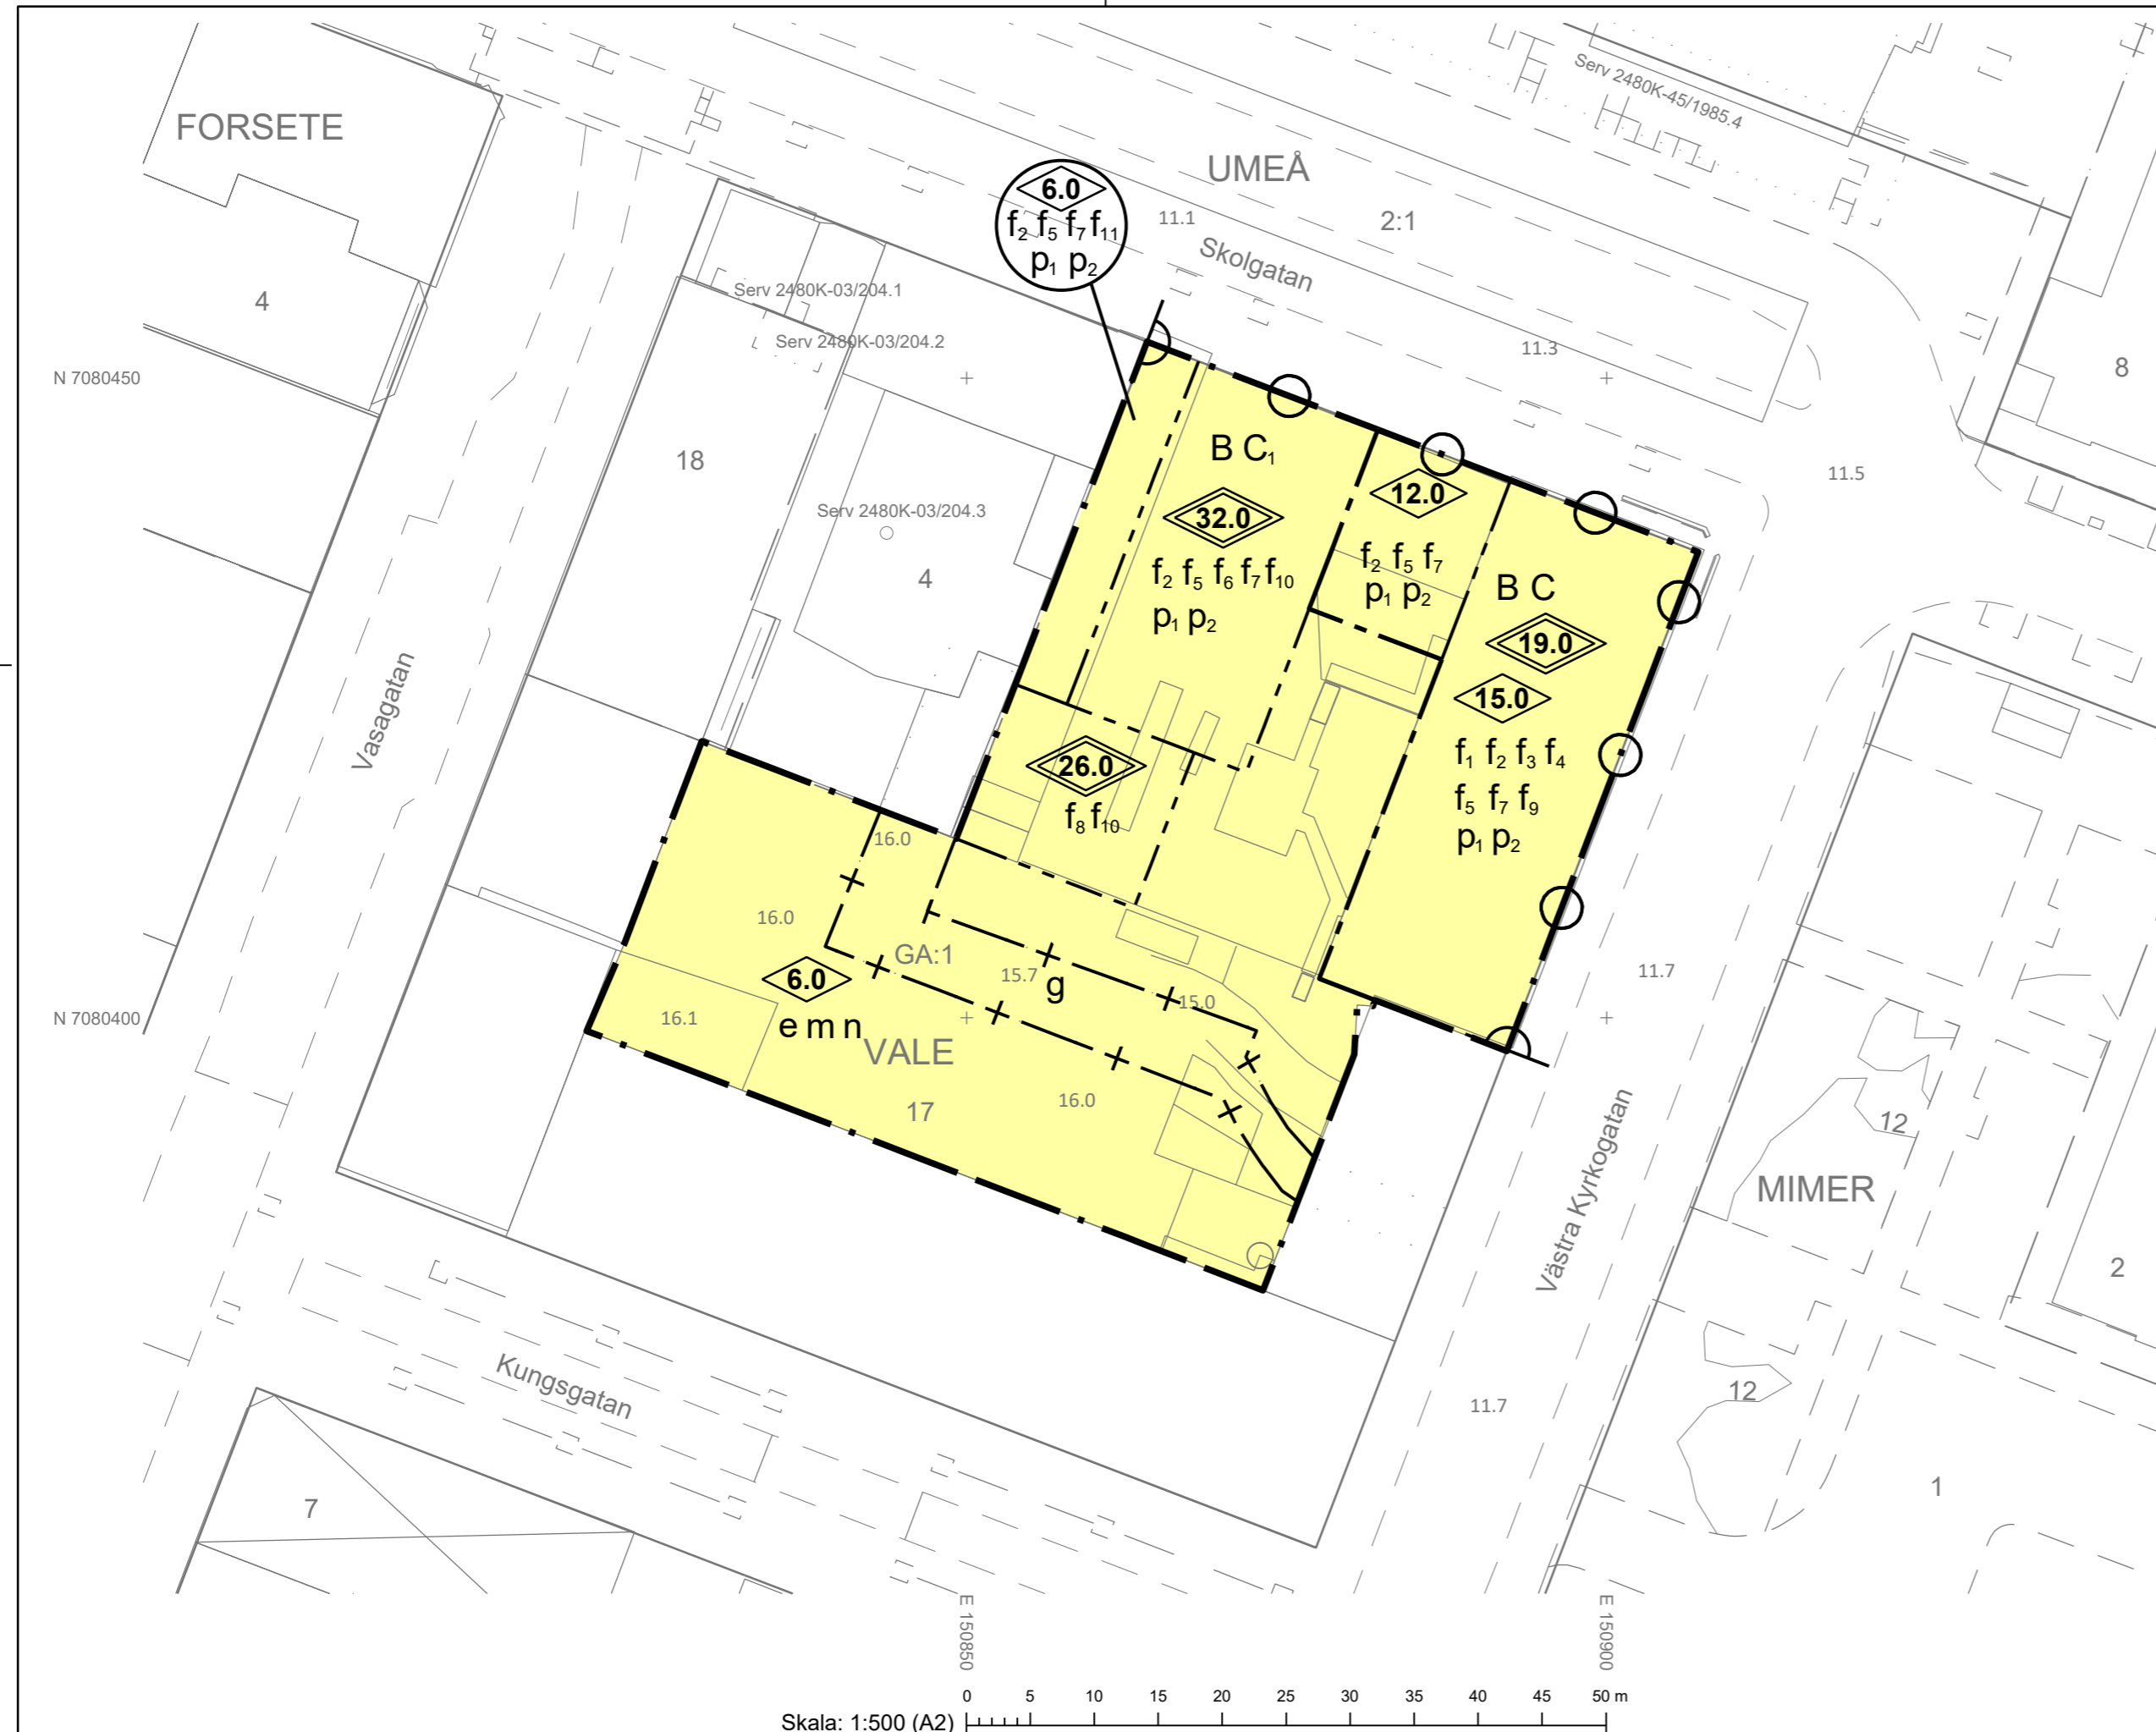 FORSETE
Serv 2480K-45/1985.4
UMEÅ
6.0
f2 f5 f7 f11
p1 p2
11.1
2:1
Skolgatan
4
Serv 2480K-03/204.1
Serv 2480K-03/204.2
11.3
N 7080450
8
18
B C1
11.5
12.0
Serv 2480K-03/204.3
32.0
f2 f5 f7
p1 p2
f2 f5 f6 f7 f10
p1 p2
4
B C
19.0
15.0
Vasagatan
f1 f2 f3 f4
f5 f7 f9
p1 p2
26.0
f8 f10
16.0
16.0
GA:1
15.7
g
15.0
11.7
6.0
N 7080400
16.1
e m n
VALE
17
16.0
12
Västra Kyrkogatan
MIMER
2
Kungsgatan
12
11.7
7
1
E 150850
E 150900
0 5 10 15 20 25 30 35 40 45 50 m
Skala: 1:500 (A2)